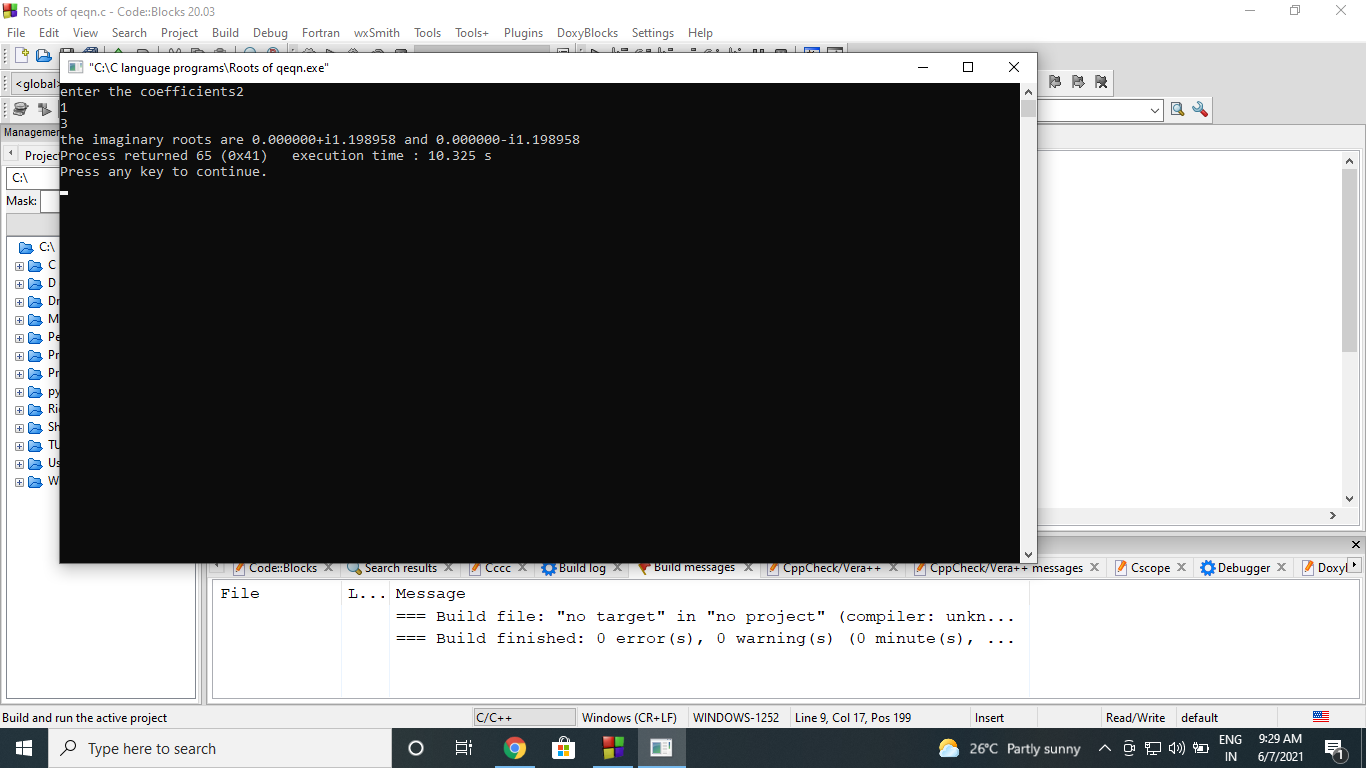 Roots of qeqn.c - Code::Blocks 20.03
File Edit View Search Project Build Debug Fortran wxSmith Tools Tools+ Plugins DoxyBlocks Settings Help
"C:\C language programs\Roots of qeqn.exe"
<global>
enter the coefficients2
1
3
the imaginary roots are 0.000000+i1.198958 and 0.000000-i1.198958
Process returned 65 (0x41)   execution time : 10.325 s
Press any key to continue.
Management
Project
C:\
Mask:
C:\
C
D
Dr
M
Pe
Pr
Pr
py
Ri
Sh
TU
Us
W
Code::Blocks Search results Cccc Build log Build messages CppCheck/Vera++ CppCheck/Vera++ messages Cscope Debugger Doxyl
File L... Message
=== Build file: "no target" in "no project" (compiler: unkn...
=== Build finished: 0 error(s), 0 warning(s) (0 minute(s), ...
Build and run the active project C/C++ Windows (CR+LF) WINDOWS-1252 Line 9, Col 17, Pos 199 Insert Read/Write default
Type here to search
26°C Partly sunny
ENG
IN
9:29 AM
6/7/2021
1